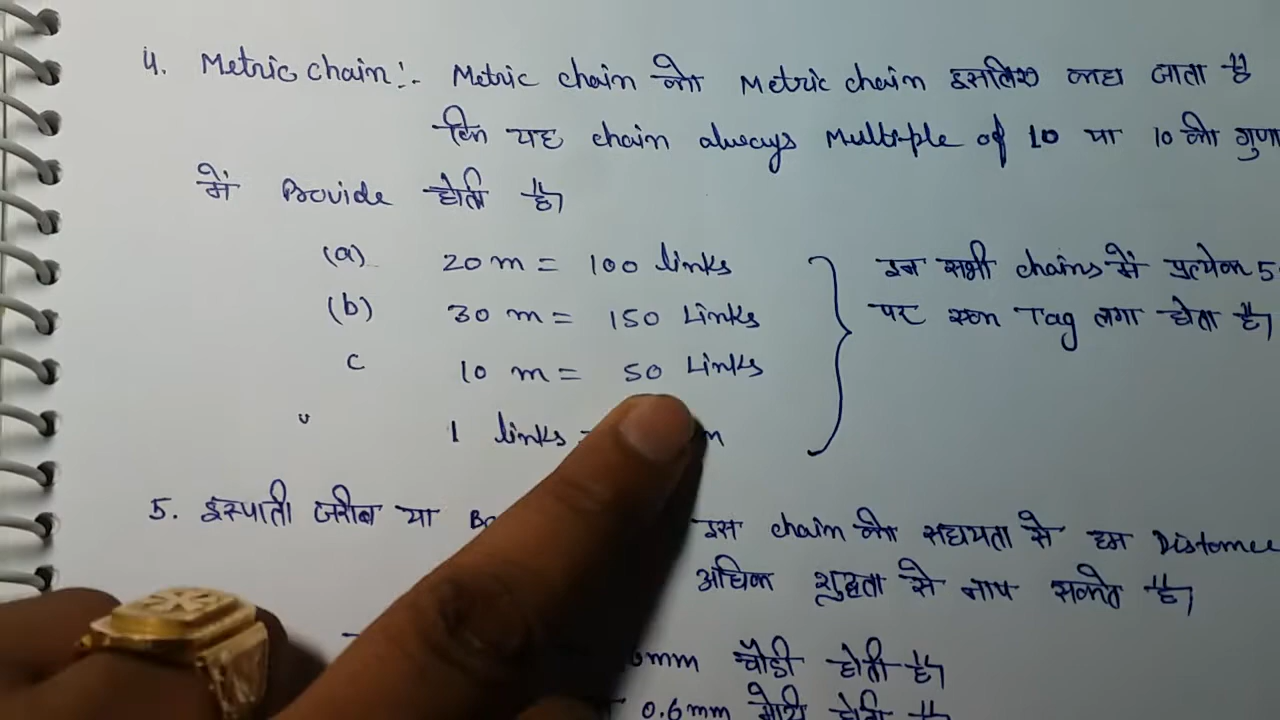 4. Metric chain:- Metric chain को Metric chain इसलिए कहा जाता है
कि यह chain always Multiple of 10 या 10 की गुणा
में Provide होती है।
(a) 20 m = 100 links
(b) 30 m = 150 Links
c 10 m = 50 Links
1 links = m
इन सभी chains में प्रत्येक 5
पर एक Tag लगा होता है।
5. इस्पाती जरीब या इस chain की सहायता से हम Distance
अधिक शुद्धता से नाप सकते है।
mm चौडी होती है।
0.6mm मोटी होती है